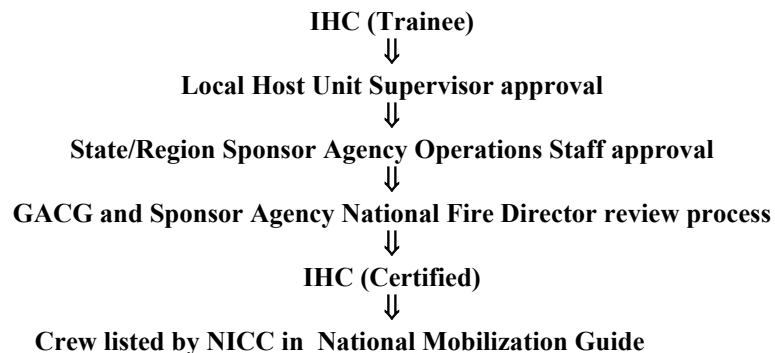 IHC (Trainee)
⇓
Local Host Unit Supervisor approval
⇓
State/Region Sponsor Agency Operations Staff approval
⇓
GACG and Sponsor Agency National Fire Director review process
⇓
IHC (Certified)
⇓
Crew listed by NICC in  National Mobilization Guide